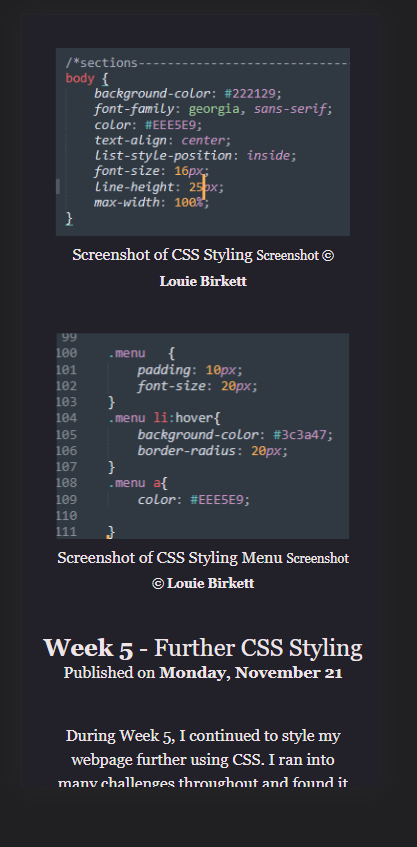 /*sections------------------------------
body {
background-color: #222129;
font-family: georgia, sans-serif;
color: #EEE5E9;
text-align: center;
list-style-position: inside;
font-size: 16px;
line-height: 25px;
max-width: 100%;
}
Screenshot of CSS Styling Screenshot ©
Louie Birkett
99
100 .menu {
101 padding: 10px;
102 font-size: 20px;
103 }
104 .menu li:hover{
105 background-color: #3c3a47;
106 border-radius: 20px;
107 }
108 .menu a{
109 color: #EEE5E9;
110
111 }
Screenshot of CSS Styling Menu Screenshot
© Louie Birkett
Week 5 - Further CSS Styling
Published on Monday, November 21
During Week 5, I continued to style my
webpage further using CSS. I ran into
many challenges throughout and found it